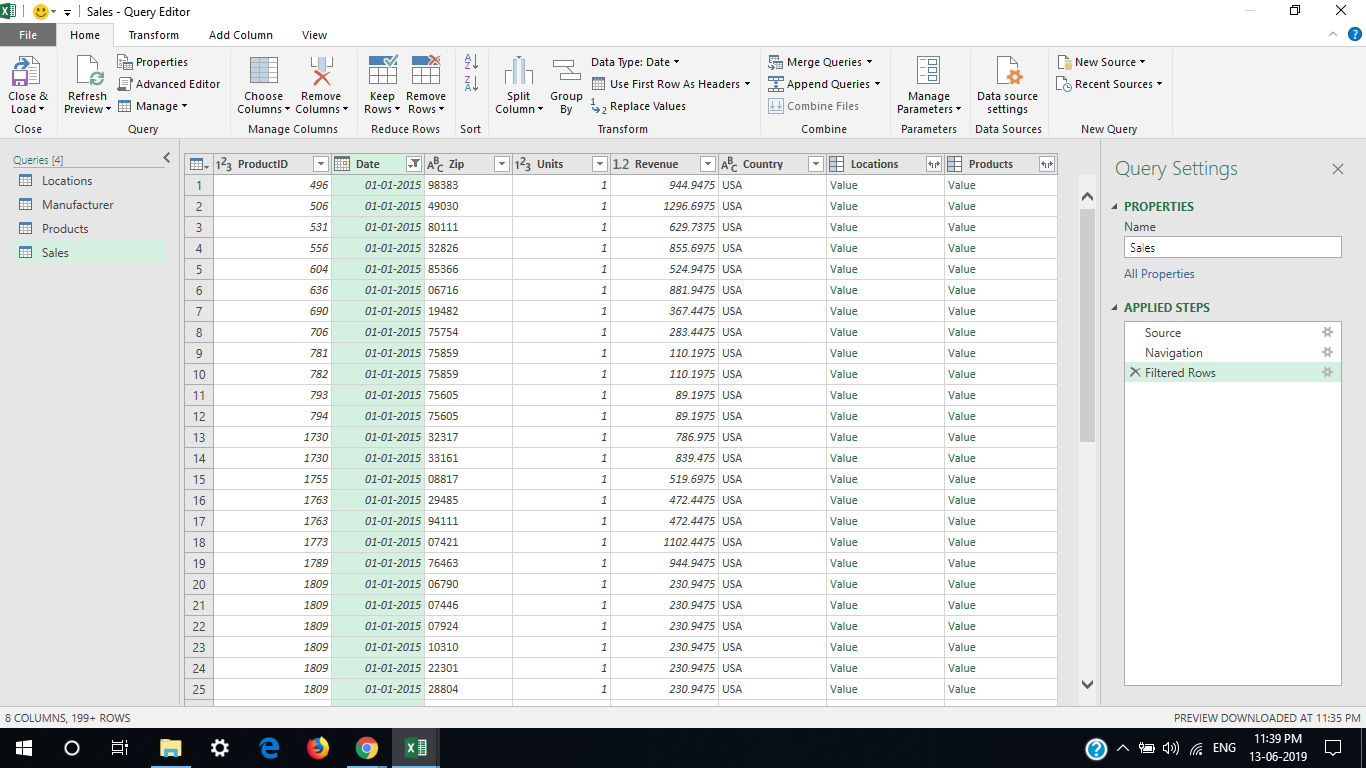 Sales - Query Editor
File Home Transform Add Column View
Close & Load
Close
Refresh Preview
Properties
Advanced Editor
Manage
Query
Choose Columns
Remove Columns
Manage Columns
Keep Rows
Remove Rows
Reduce Rows
Sort
Split Column
Group By
Data Type: Date
Use First Row As Headers
Replace Values
Transform
Merge Queries
Append Queries
Combine Files
Combine
Manage Parameters
Parameters
Data source settings
Data Sources
New Source
Recent Sources
New Query
Queries [4]
Locations
Manufacturer
Products
Sales
ProductID Date Zip Units Revenue Country Locations Products
1 496 01-01-2015 98383 1 944.9475 USA Value Value
2 506 01-01-2015 49030 1 1296.6975 USA Value Value
3 531 01-01-2015 80111 1 629.7375 USA Value Value
4 556 01-01-2015 32826 1 855.6975 USA Value Value
5 604 01-01-2015 85366 1 524.9475 USA Value Value
6 636 01-01-2015 06716 1 881.9475 USA Value Value
7 690 01-01-2015 19482 1 367.4475 USA Value Value
8 706 01-01-2015 75754 1 283.4475 USA Value Value
9 781 01-01-2015 75859 1 110.1975 USA Value Value
10 782 01-01-2015 75859 1 110.1975 USA Value Value
11 793 01-01-2015 75605 1 89.1975 USA Value Value
12 794 01-01-2015 75605 1 89.1975 USA Value Value
13 1730 01-01-2015 32317 1 786.975 USA Value Value
14 1730 01-01-2015 33161 1 839.475 USA Value Value
15 1755 01-01-2015 08817 1 519.6975 USA Value Value
16 1763 01-01-2015 29485 1 472.4475 USA Value Value
17 1763 01-01-2015 94111 1 472.4475 USA Value Value
18 1773 01-01-2015 07421 1 1102.4475 USA Value Value
19 1789 01-01-2015 76463 1 944.9475 USA Value Value
20 1809 01-01-2015 06790 1 230.9475 USA Value Value
21 1809 01-01-2015 07446 1 230.9475 USA Value Value
22 1809 01-01-2015 07924 1 230.9475 USA Value Value
23 1809 01-01-2015 10310 1 230.9475 USA Value Value
24 1809 01-01-2015 22301 1 230.9475 USA Value Value
25 1809 01-01-2015 28804 1 230.9475 USA Value Value
Query Settings
PROPERTIES
Name
Sales
All Properties
APPLIED STEPS
Source
Navigation
Filtered Rows
8 COLUMNS, 199+ ROWS
PREVIEW DOWNLOADED AT 11:35 PM
ENG
11:39 PM
13-06-2019